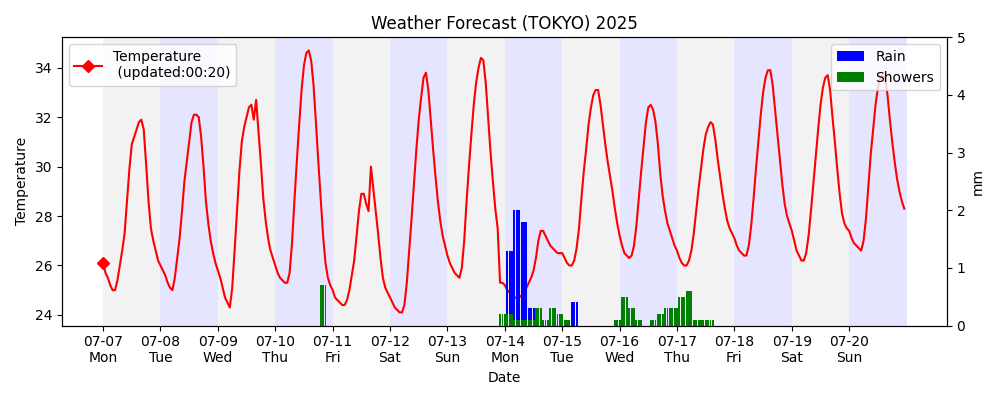 Weather Forecast (TOKYO) 2025
Temperature
(updated:00:20)
Rain
Showers
Temperature
34
32
30
28
26
24
5
4
3
2
1
0
mm
07-07 07-08 07-09 07-10 07-11 07-12 07-13 07-14 07-15 07-16 07-17 07-18 07-19 07-20
Mon Tue Wed Thu Fri Sat Sun Mon Tue Wed Thu Fri Sat Sun
Date